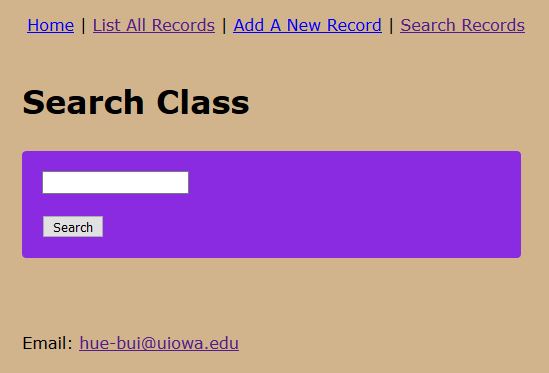 Home | List All Records | Add A New Record | Search Records
Search Class
Search
Email: hue-bui@uiowa.edu